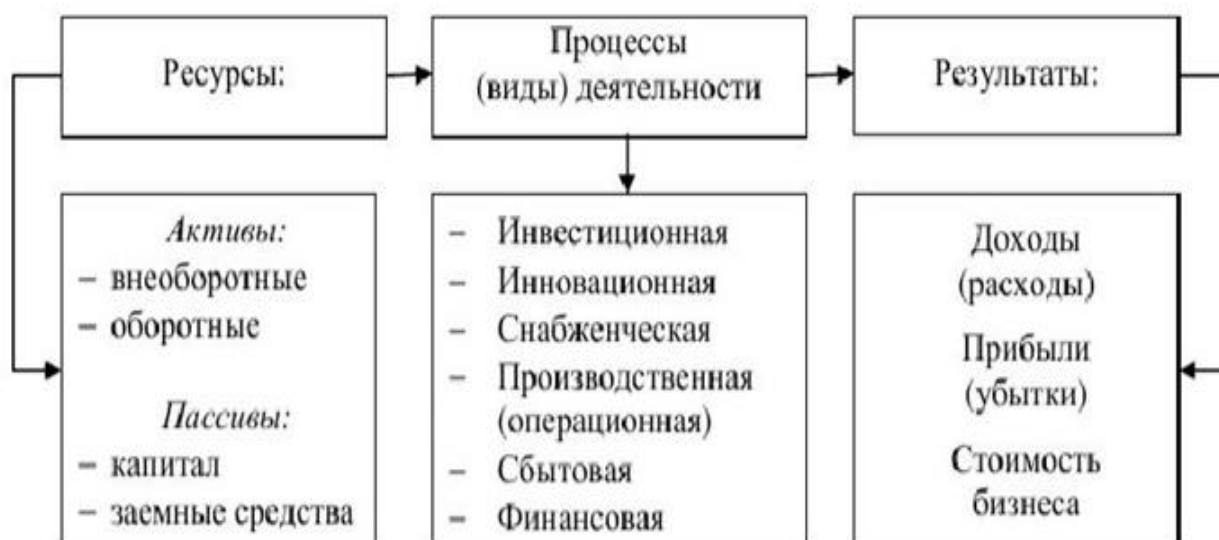 Ресурсы:
Процессы
(виды) деятельности
Результаты:
Активы:
– внеоборотные
– оборотные
Пассивы:
– капитал
– заемные средства
– Инвестиционная
– Инновационная
– Снабженческая
– Производственная
(операционная)
– Сбытовая
– Финансовая
Доходы
(расходы)
Прибыли
(убытки)
Стоимость
бизнеса